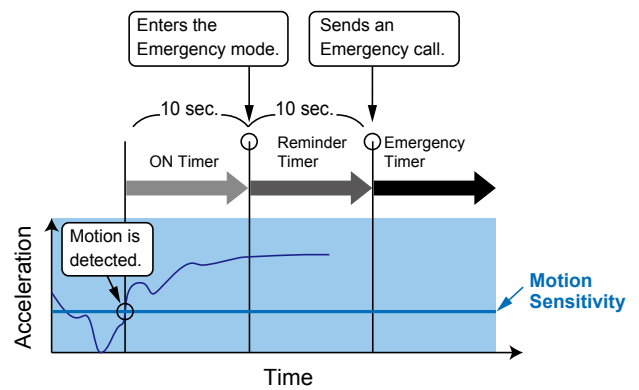 Enters the
Emergency mode.
Sends an
Emergency call.
10 sec.
10 sec.
ON Timer
Reminder
Timer
Emergency
Timer
Motion is
detected.
Motion
Sensitivity
Acceleration
Time